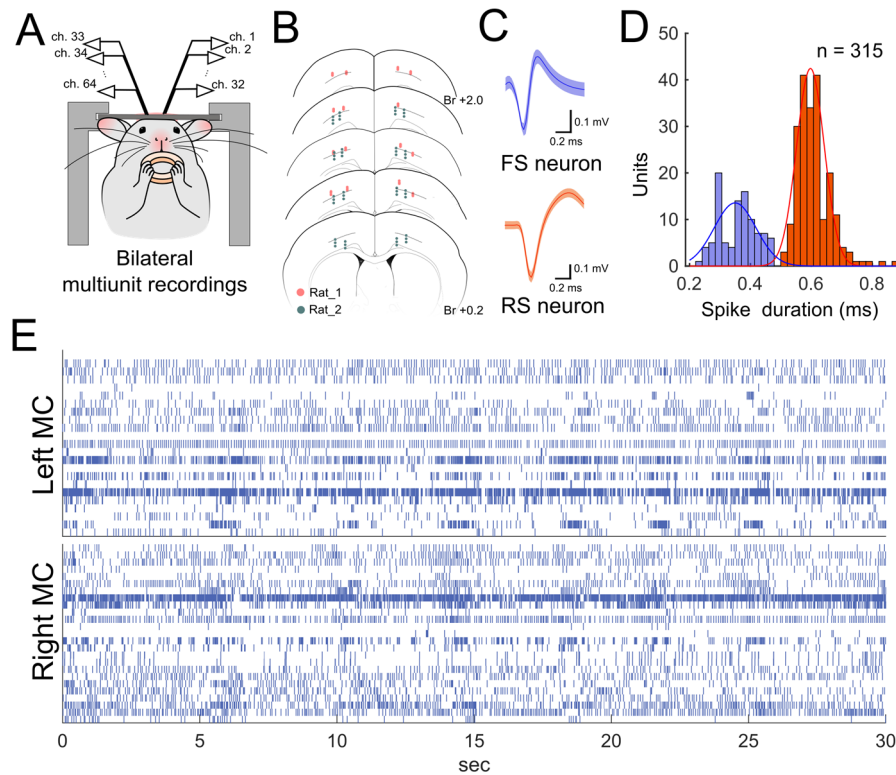 A
ch. 33
ch. 34
ch. 64
ch. 1
ch. 2
ch. 32
Bilateral
multiunit recordings
B
Br +2.0
Rat_1
Rat_2
Br +0.2
C
0.1 mV
0.2 ms
FS neuron
0.1 mV
0.2 ms
RS neuron
D
n = 315
Units
50
40
30
20
10
0
0.2 0.4 0.6 0.8
Spike duration (ms)
E
Left MC
Right MC
0 5 10 15 20 25 30
sec